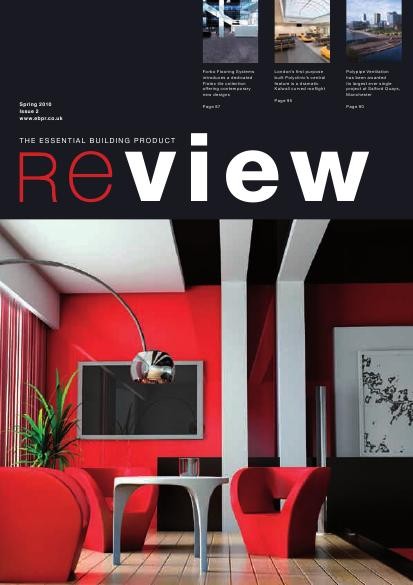 Forbo Flooring Systems
introduces a dedicated
Flotex tile collection
offering contemporary
new designs
Page 87
London's first purpose
built Polyclinic's central
feature is a dramatic
Kalwall curved rooflight
Page 95
Polypipe Ventilation
has been awarded
its largest ever single
project at Salford Quays,
Manchester
Page 90
Spring 2010
Issue 2
www.ebpr.co.uk
THE ESSENTIAL BUILDING PRODUCT
Review